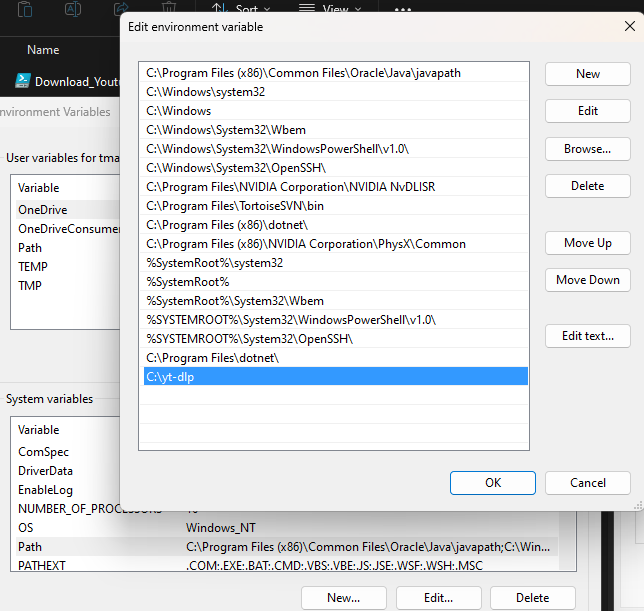 Sort
View
Edit environment variable
Name
Download_Yout
nvironment Variables
User variables for tma
Variable
OneDrive
OneDriveConsumer
Path
TEMP
TMP
C:\Program Files (x86)\Common Files\Oracle\Java\javapath
C:\Windows\system32
C:\Windows
C:\Windows\System32\Wbem
C:\Windows\System32\WindowsPowerShell\v1.0\
C:\Windows\System32\OpenSSH\
C:\Program Files\NVIDIA Corporation\NVIDIA NvDLISR
C:\Program Files\TortoiseSVN\bin
C:\Program Files (x86)\dotnet\
C:\Program Files (x86)\NVIDIA Corporation\PhysX\Common
%SystemRoot%\system32
%SystemRoot%
%SystemRoot%\System32\Wbem
%SYSTEMROOT%\System32\WindowsPowerShell\v1.0\
%SYSTEMROOT%\System32\OpenSSH\
C:\Program Files\dotnet\
C:\yt-dlp
New
Edit
Browse...
Delete
Move Up
Move Down
Edit text...
OK
Cancel
System variables
Variable
ComSpec
DriverData
EnableLog
NUMBER_OF_PROCESSORS
OS Windows_NT
Path C:\Program Files (x86)\Common Files\Oracle\Java\javapath;C:\Win...
PATHEXT .COM;.EXE;.BAT;.CMD;.VBS;.VBE;.JS;.JSE;.WSF;.WSH;.MSC
New...
Edit...
Delete